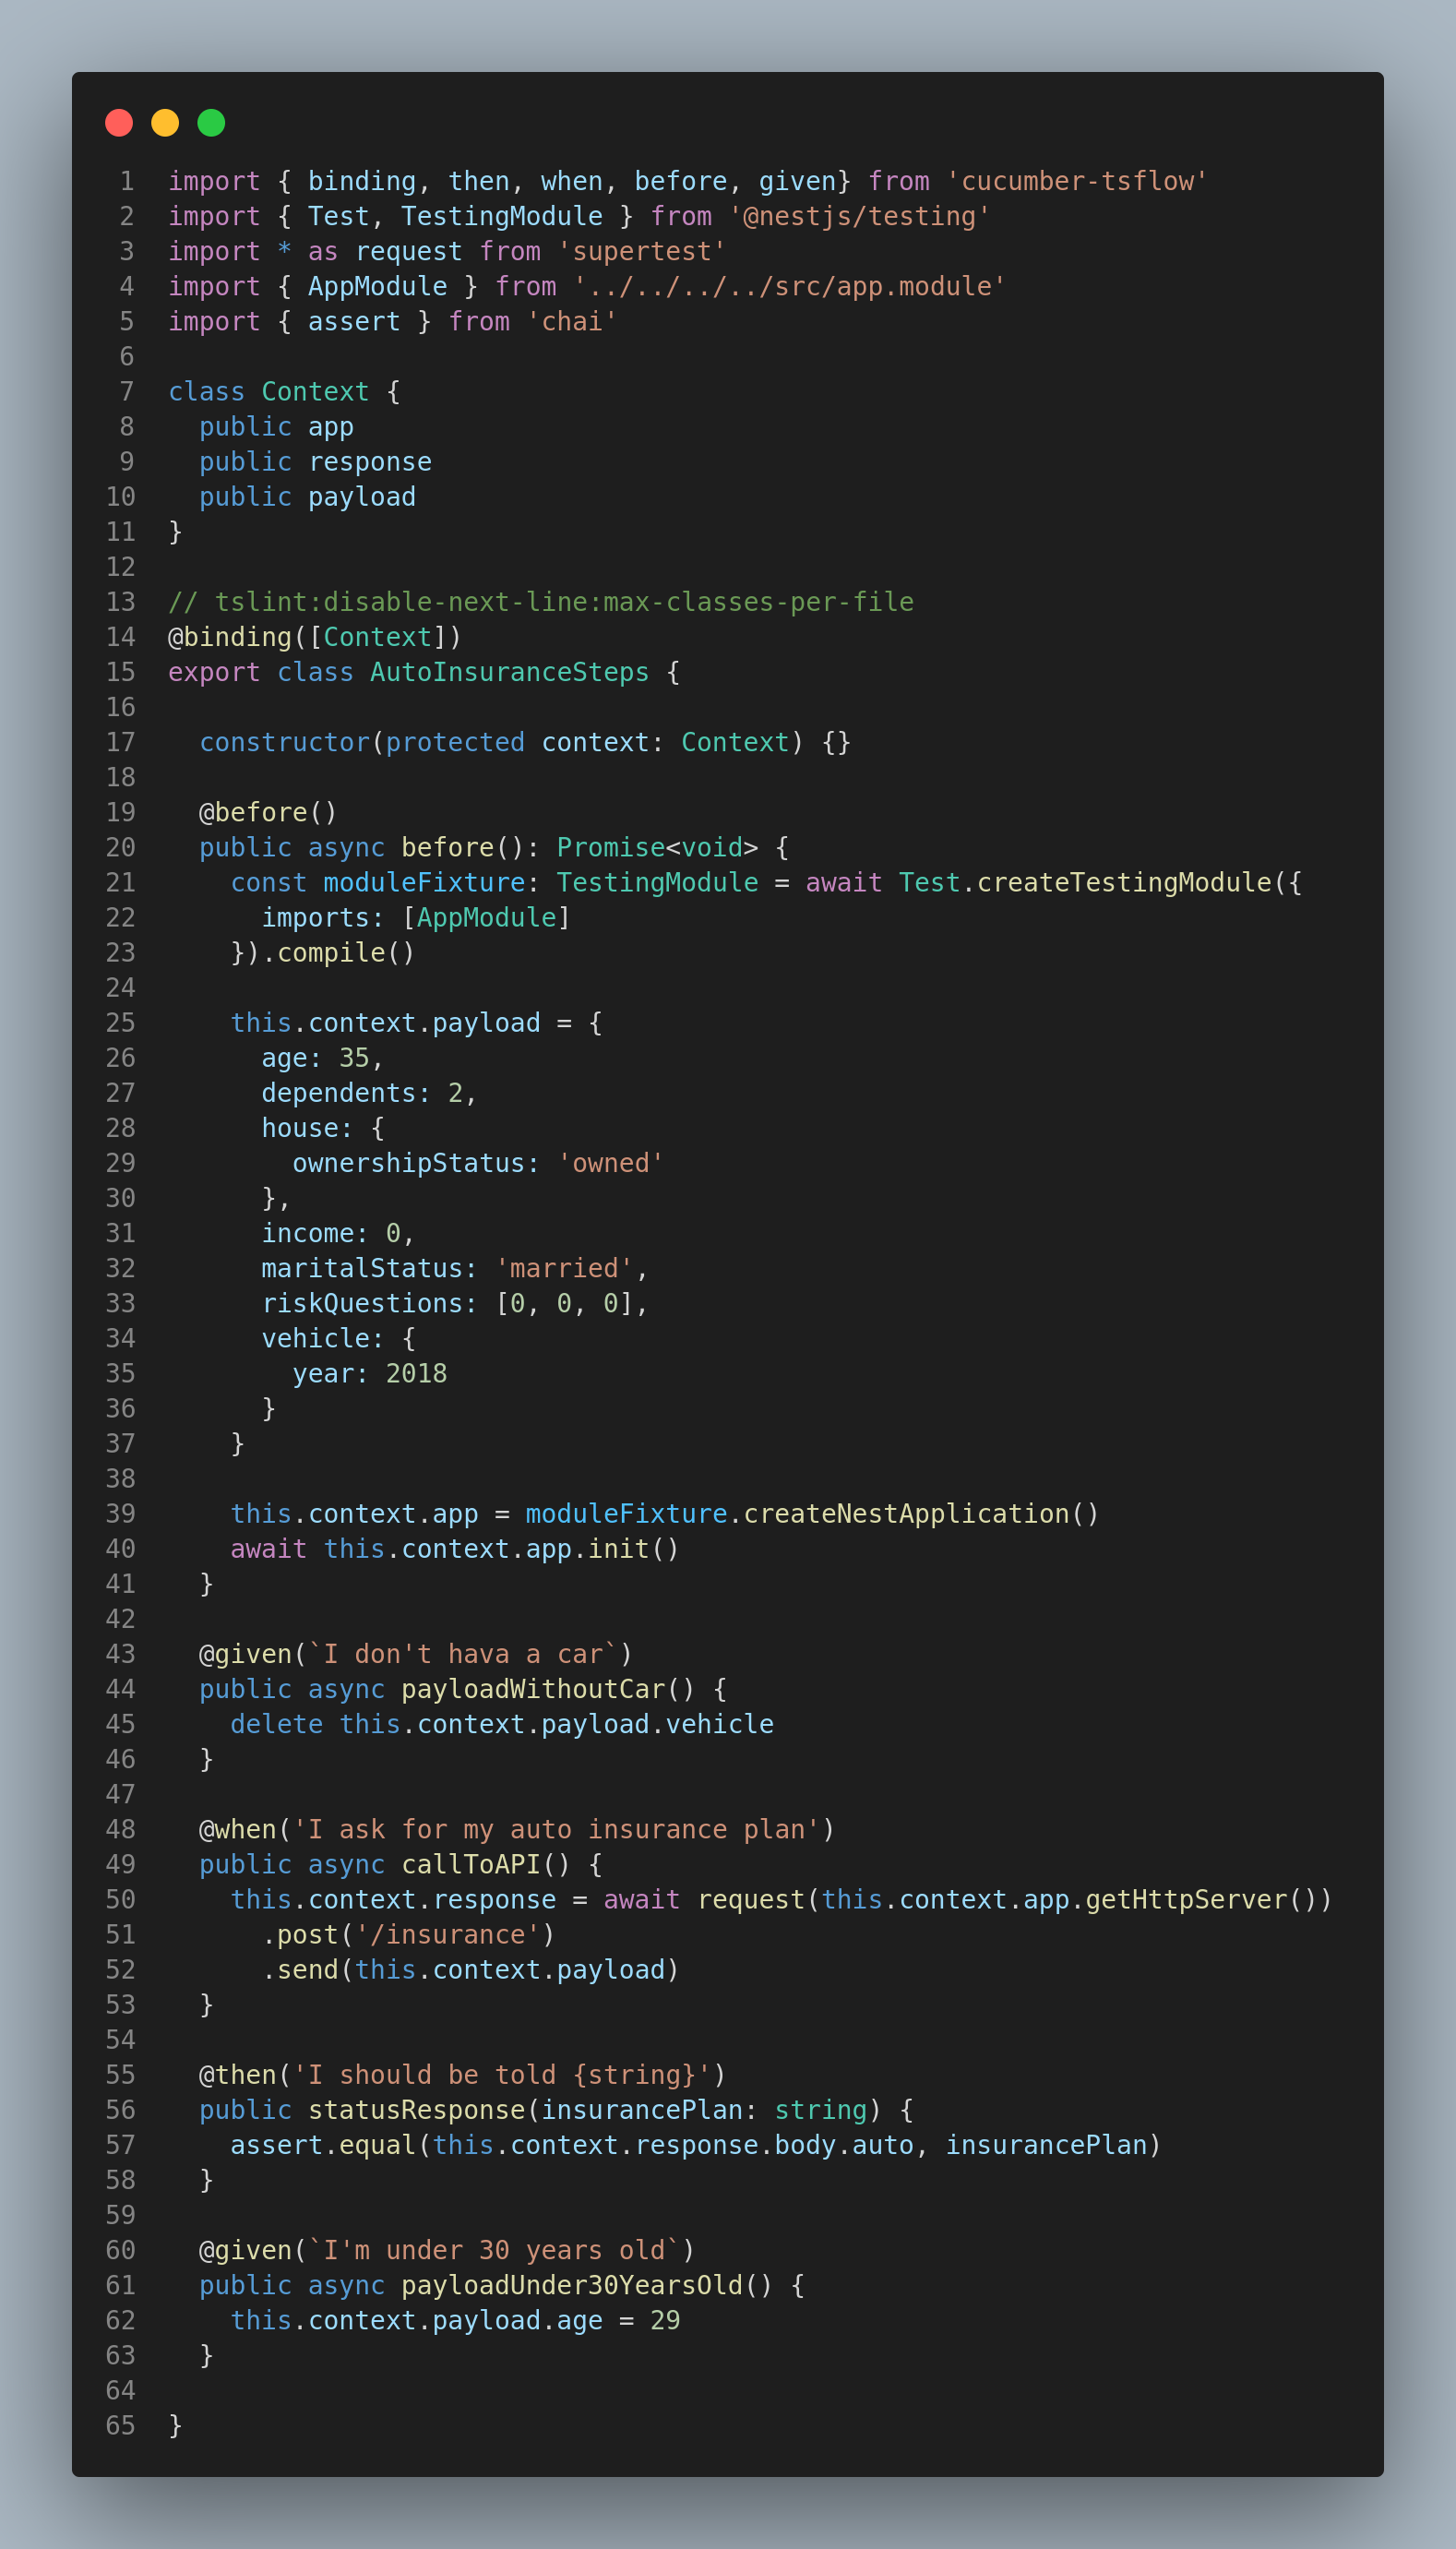 1 import { binding, then, when, before, given} from 'cucumber-tsflow'
2 import { Test, TestingModule } from '@nestjs/testing'
3 import * as request from 'supertest'
4 import { AppModule } from '../../../../src/app.module'
5 import { assert } from 'chai'
6
7 class Context {
8   public app
9   public response
10   public payload
11 }
12
13 // tslint:disable-next-line:max-classes-per-file
14 @binding([Context])
15 export class AutoInsuranceSteps {
16
17   constructor(protected context: Context) {}
18
19   @before()
20   public async before(): Promise<void> {
21     const moduleFixture: TestingModule = await Test.createTestingModule({
22       imports: [AppModule]
23     }).compile()
24
25     this.context.payload = {
26       age: 35,
27       dependents: 2,
28       house: {
29         ownershipStatus: 'owned'
30       },
31       income: 0,
32       maritalStatus: 'married',
33       riskQuestions: [0, 0, 0],
34       vehicle: {
35         year: 2018
36       }
37     }
38
39     this.context.app = moduleFixture.createNestApplication()
40     await this.context.app.init()
41   }
42
43   @given(`I don't hava a car`)
44   public async payloadWithoutCar() {
45     delete this.context.payload.vehicle
46   }
47
48   @when('I ask for my auto insurance plan')
49   public async callToAPI() {
50     this.context.response = await request(this.context.app.getHttpServer())
51       .post('/insurance')
52       .send(this.context.payload)
53   }
54
55   @then('I should be told {string}')
56   public statusResponse(insurancePlan: string) {
57     assert.equal(this.context.response.body.auto, insurancePlan)
58   }
59
60   @given(`I'm under 30 years old`)
61   public async payloadUnder30YearsOld() {
62     this.context.payload.age = 29
63   }
64
65 }